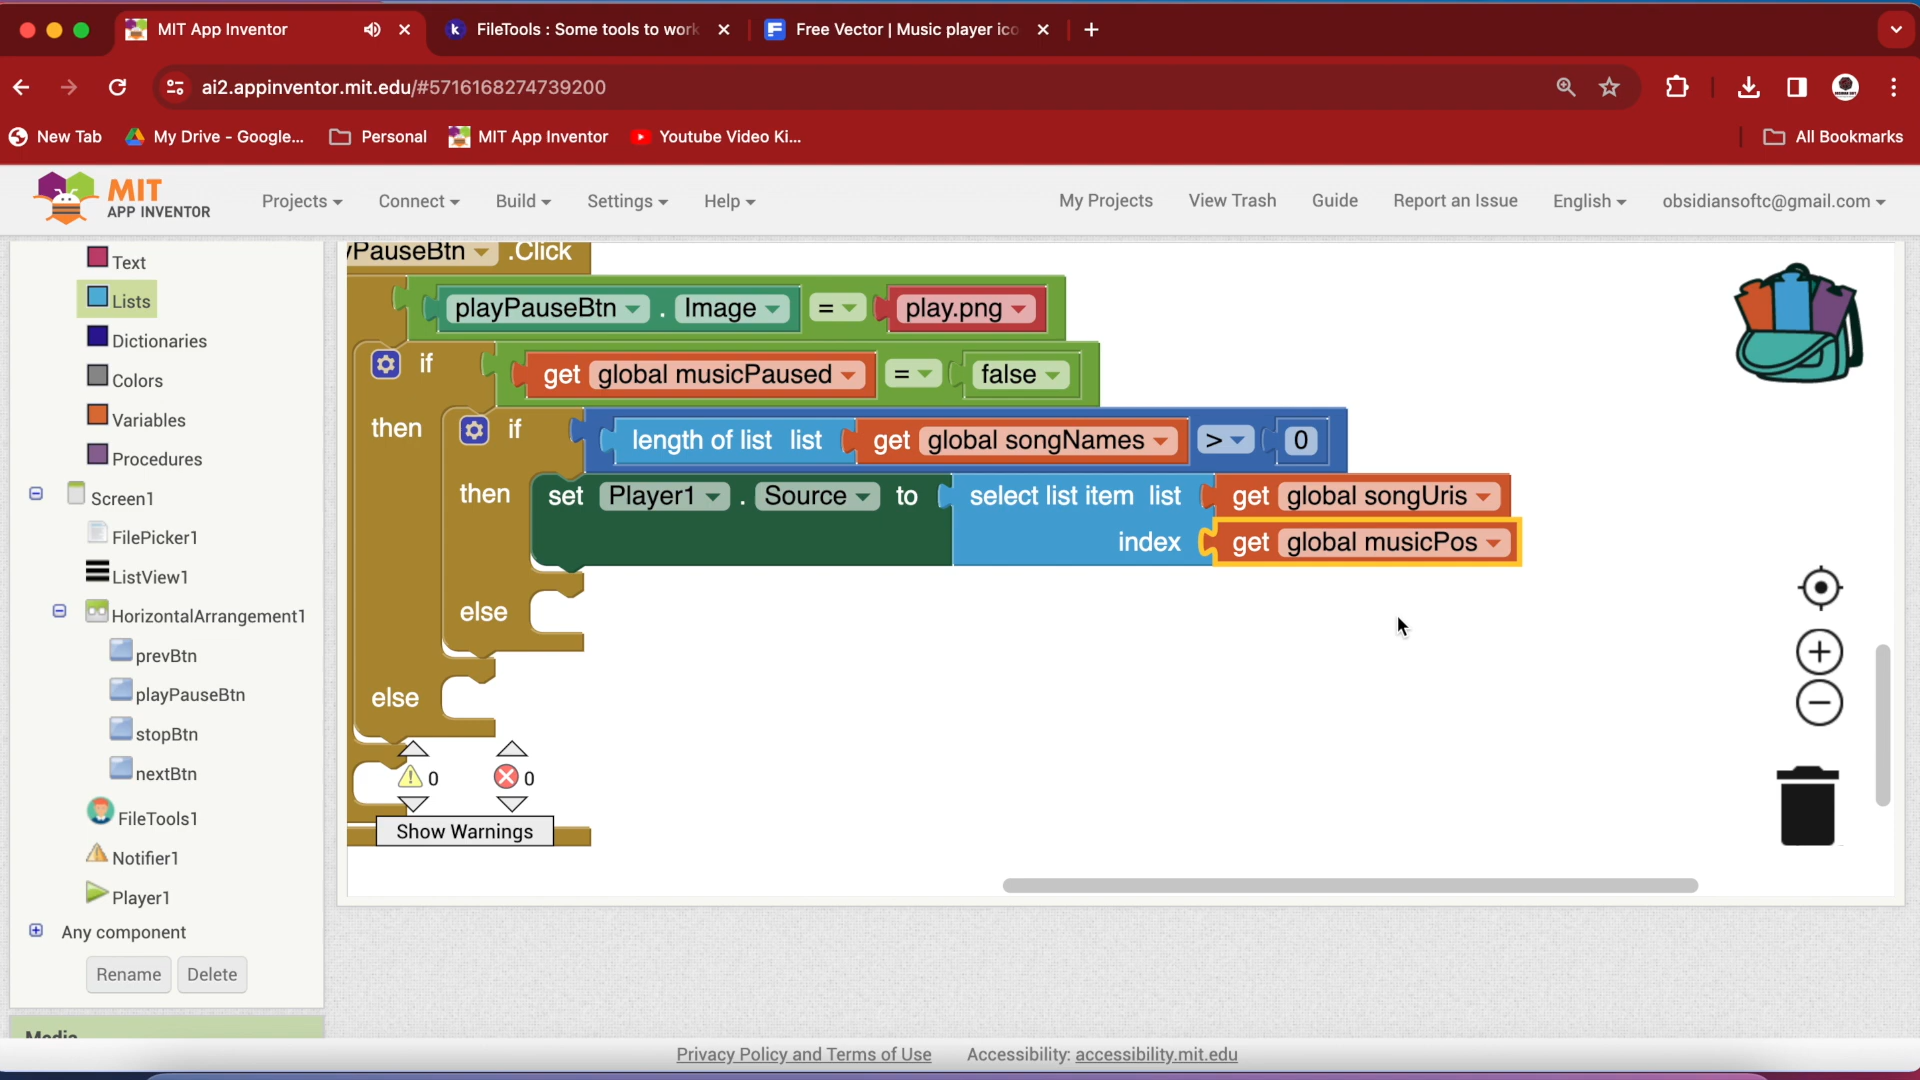 MIT App Inventor
FileTools : Some tools to work
Free Vector | Music player ico
ai2.appinventor.mit.edu/#5716168274739200
New Tab
My Drive - Google...
Personal
MIT App Inventor
Youtube Video Ki...
All Bookmarks
MIT
APP INVENTOR
Projects
Connect
Build
Settings
Help
My Projects
View Trash
Guide
Report an Issue
English
obsidiansoftc@gmail.com
Text
Lists
Dictionaries
Colors
Variables
Procedures
Screen1
FilePicker1
ListView1
HorizontalArrangement1
prevBtn
playPauseBtn
stopBtn
nextBtn
FileTools1
Notifier1
Player1
Any component
Rename Delete
Media
yPauseBtn .Click
playPauseBtn . Image = play.png
if get global musicPaused = false
then if length of list list get global songNames > 0
then set Player1 . Source to select list item list get global songUris
index get global musicPos
else
else
0 0
Show Warnings
Privacy Policy and Terms of Use Accessibility: accessibility.mit.edu